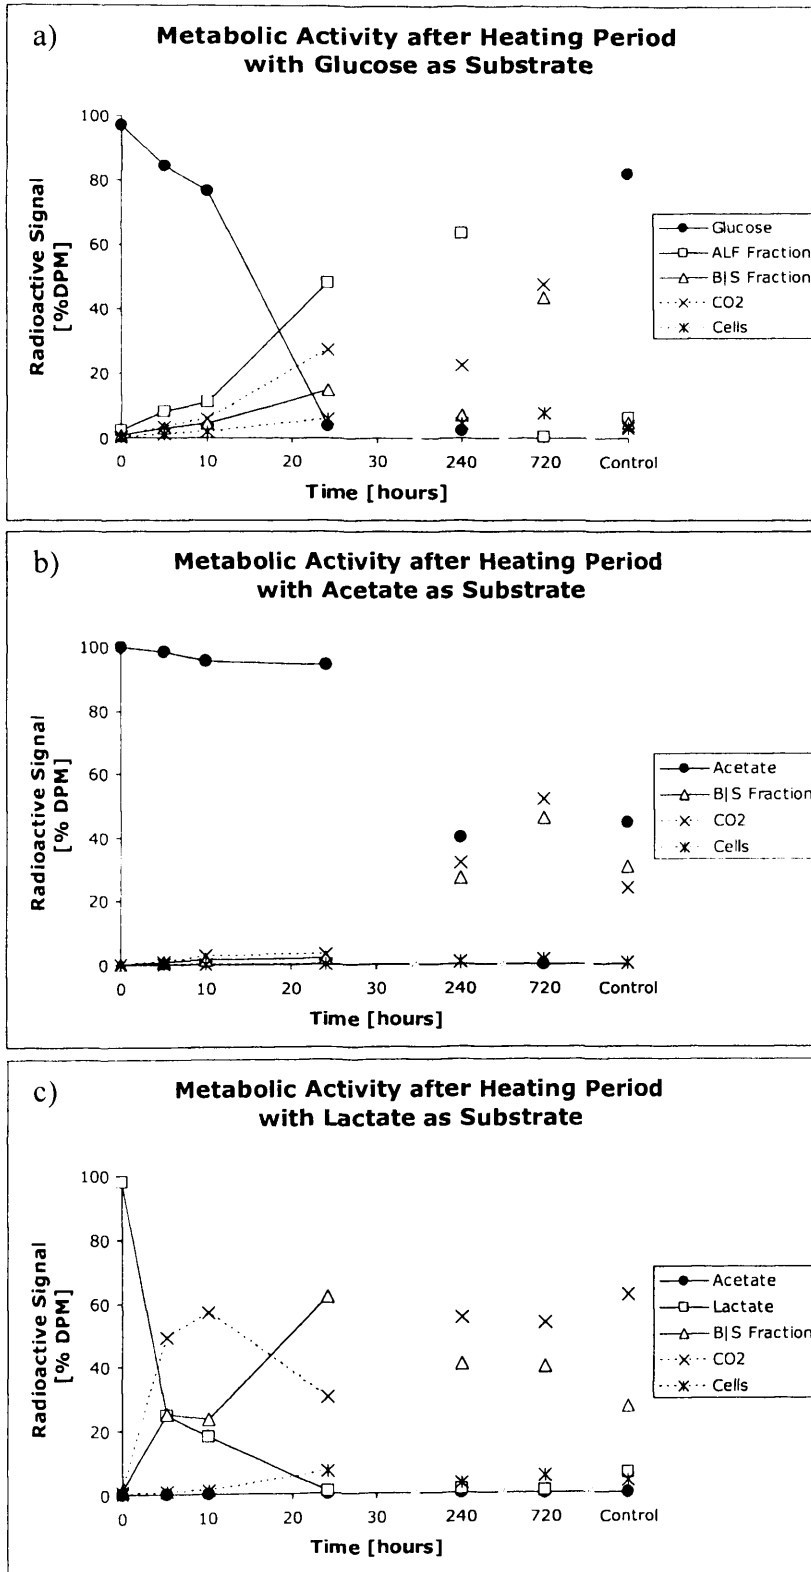 a)
Metabolic Activity after Heating Period
with Glucose as Substrate
100
80
60
40
20
0
Radioactive Signal
[%DPM]
0
10
20
30
240
720
Control
Time [hours]
Glucose
ALF Fraction
B|S Fraction
CO2
Cells
b)
Metabolic Activity after Heating Period
with Acetate as Substrate
100
80
60
40
20
0
Radioactive Signal
[% DPM]
0
10
20
30
240
720
Control
Time [hours]
Acetate
B|S Fraction
CO2
Cells
c)
Metabolic Activity after Heating Period
with Lactate as Substrate
100
80
60
40
20
0
Radioactive Signal
[% DPM]
0
10
20
30
240
720
Control
Time [hours]
Acetate
Lactate
B|S Fraction
CO2
Cells